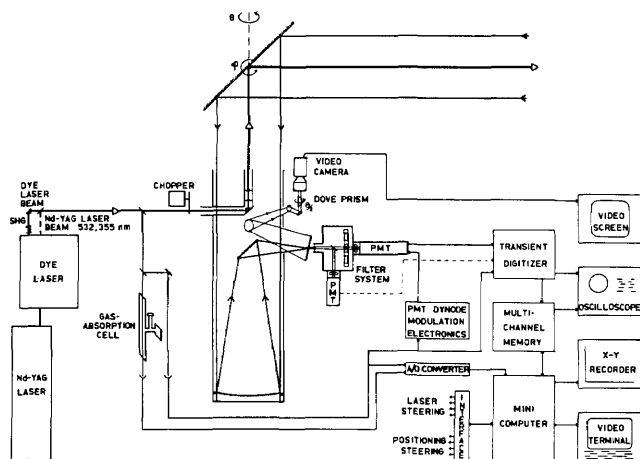 θ
φ
DYE
LASER
BEAM
SHG
Nd-YAG LASER
BEAM 532,355 nm
CHOPPER
VIDEO
CAMERA
DOVE PRISM
θ/2
DYE
LASER
Nd-YAG
LASER
GAS-
ABSORPTION
CELL
PMT
PMT
FILTER
SYSTEM
PMT DYNODE
MODULATION
ELECTRONICS
A/D CONVERTER
LASER
STEERING
POSITIONING
STEERING
INTERFACE
TRANSIENT
DIGITIZER
MULTI-
CHANNEL
MEMORY
MINI
COMPUTER
VIDEO
SCREEN
OSCILLOSCOPE
X-Y
RECORDER
VIDEO
TERMINAL